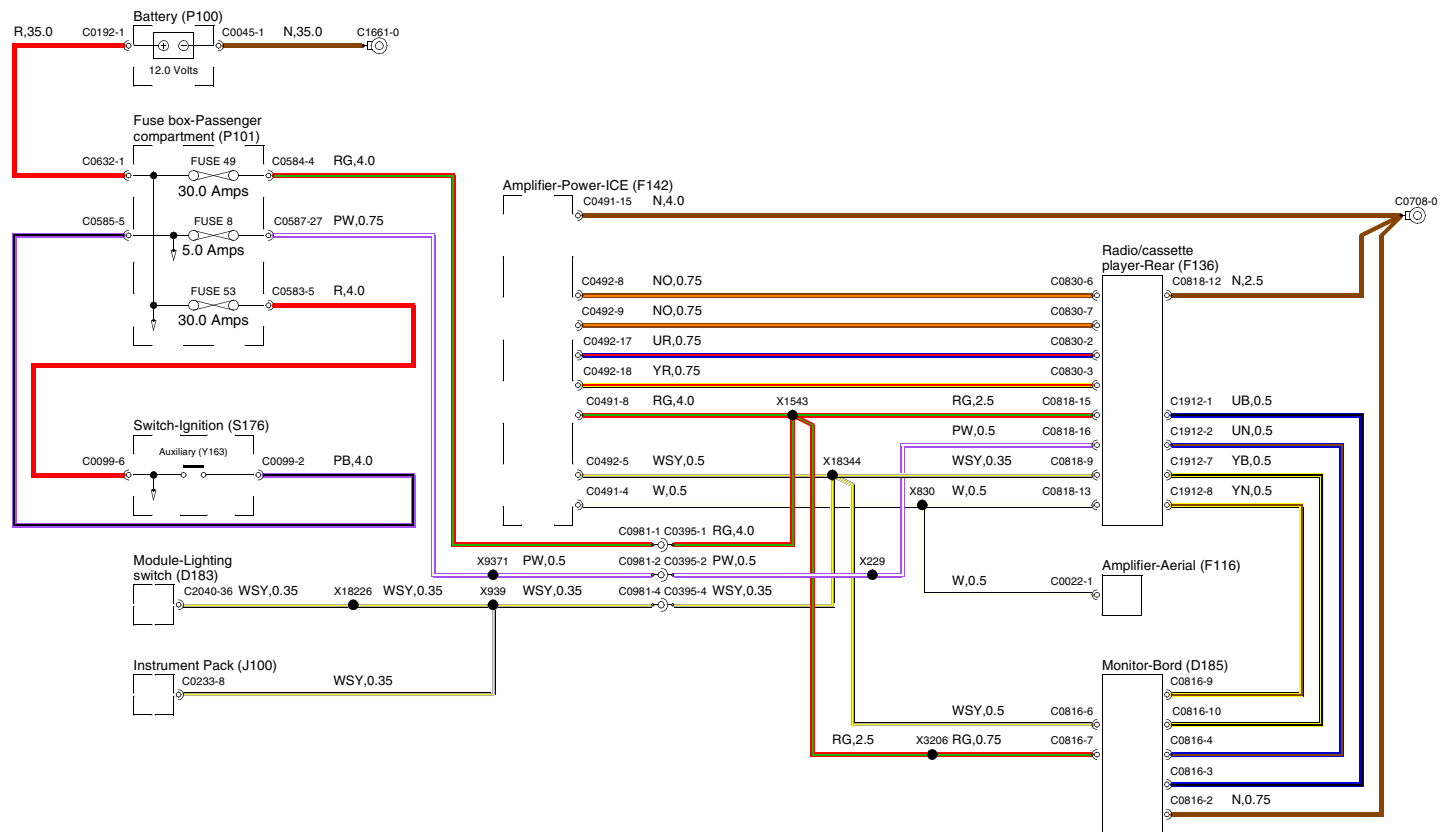 Battery (P100)
R,35.0 C0192-1 C0045-1 N,35.0 C1661-0
12.0 Volts
Fuse box-Passenger
compartment (P101)
C0632-1 FUSE 49 C0584-4 RG,4.0
30.0 Amps
C0585-5 FUSE 8 C0587-27 PW,0.75
5.0 Amps
FUSE 53 C0583-5 R,4.0
30.0 Amps
Switch-Ignition (S176)
Auxiliary (Y163)
C0099-6 C0099-2 PB,4.0
Module-Lighting
switch (D183)
C2040-36 WSY,0.35 X18226 WSY,0.35 X939 WSY,0.35 C0981-4 C0395-4 WSY,0.35
X9371 PW,0.5 C0981-2 C0395-2 PW,0.5 X229
C0981-1 C0395-1 RG,4.0
Instrument Pack (J100)
C0233-8 WSY,0.35
Amplifier-Power-ICE (F142)
C0491-15 N,4.0 C0708-0
Radio/cassette
player-Rear (F136)
C0492-8 NO,0.75 C0830-6 C0818-12 N,2.5
C0492-9 NO,0.75 C0830-7
C0492-17 UR,0.75 C0830-2
C0492-18 YR,0.75 C0830-3
C0491-8 RG,4.0 X1543 RG,2.5 C0818-15 C1912-1 UB,0.5
PW,0.5 C0818-16 C1912-2 UN,0.5
C0492-5 WSY,0.5 X18344 WSY,0.35 C0818-9 C1912-7 YB,0.5
C0491-4 W,0.5 X830 W,0.5 C0818-13 C1912-8 YN,0.5
Amplifier-Aerial (F116)
W,0.5 C0022-1
Monitor-Bord (D185)
C0816-9
WSY,0.5 C0816-6 C0816-10
RG,2.5 X3206 RG,0.75 C0816-7 C0816-4
C0816-3
C0816-2 N,0.75